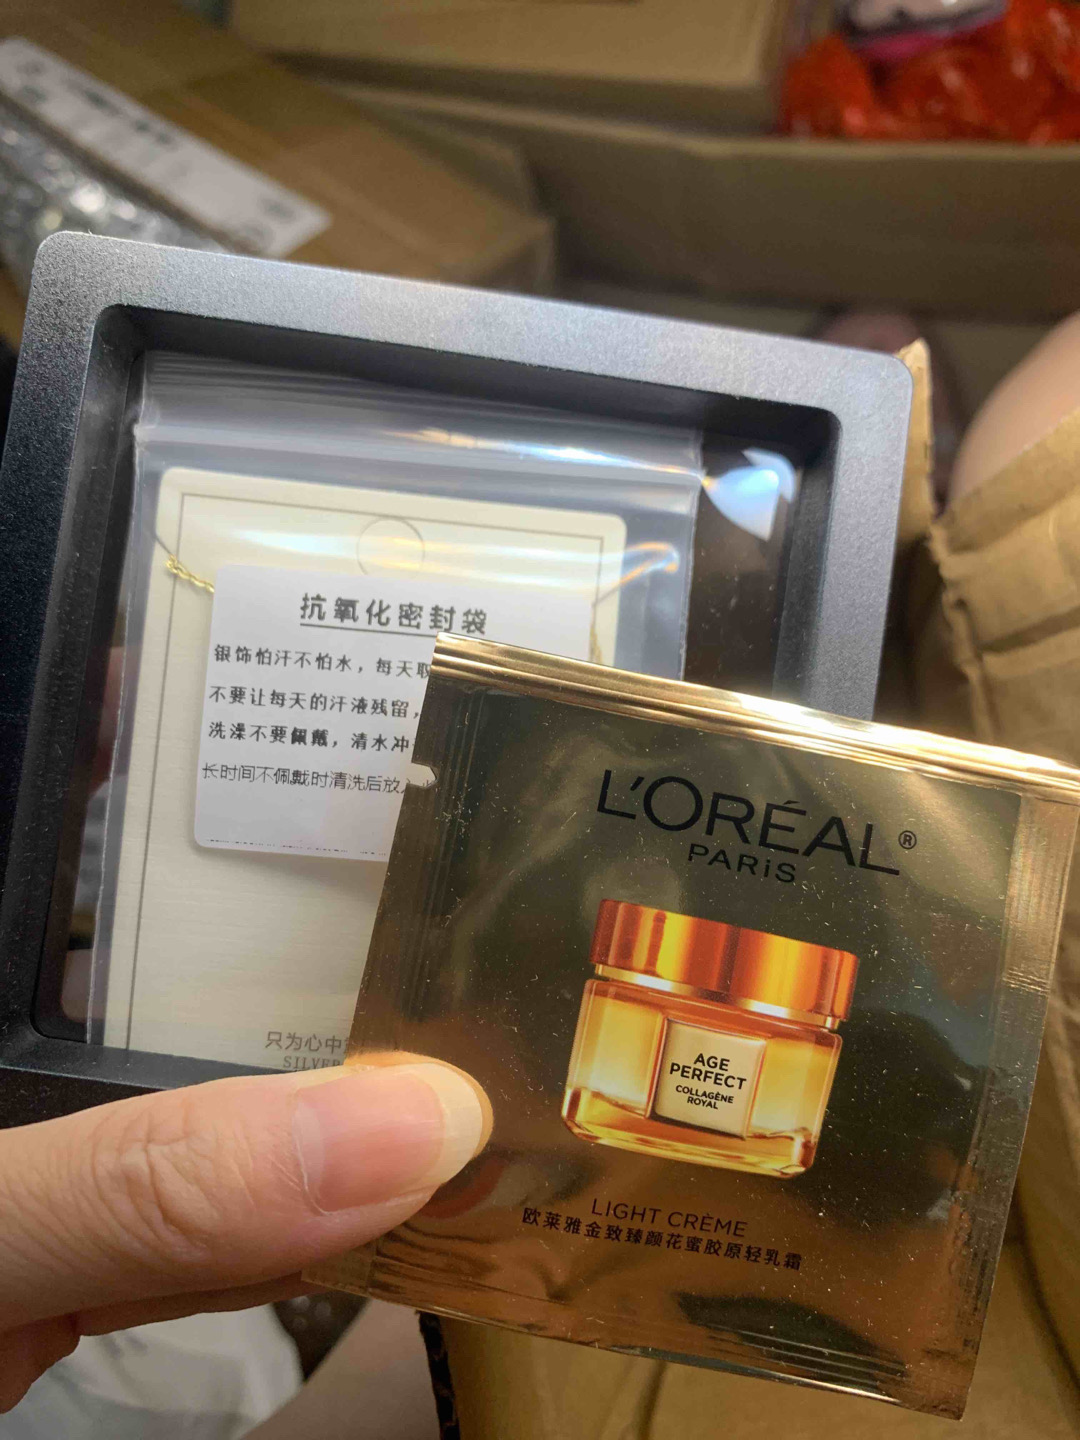 抗氧化密封袋
银饰怕汗不怕水，每天取
不要让每天的汗液残留，
洗澡不要佩戴，清水冲
长时间不佩戴时清洗后放入
只为心中
SILVER
L'ORÉAL®
PARiS
AGE
PERFECT
COLLAGÈNE
ROYAL
LIGHT CRÈME
欧莱雅金致臻颜花蜜胶原轻乳霜